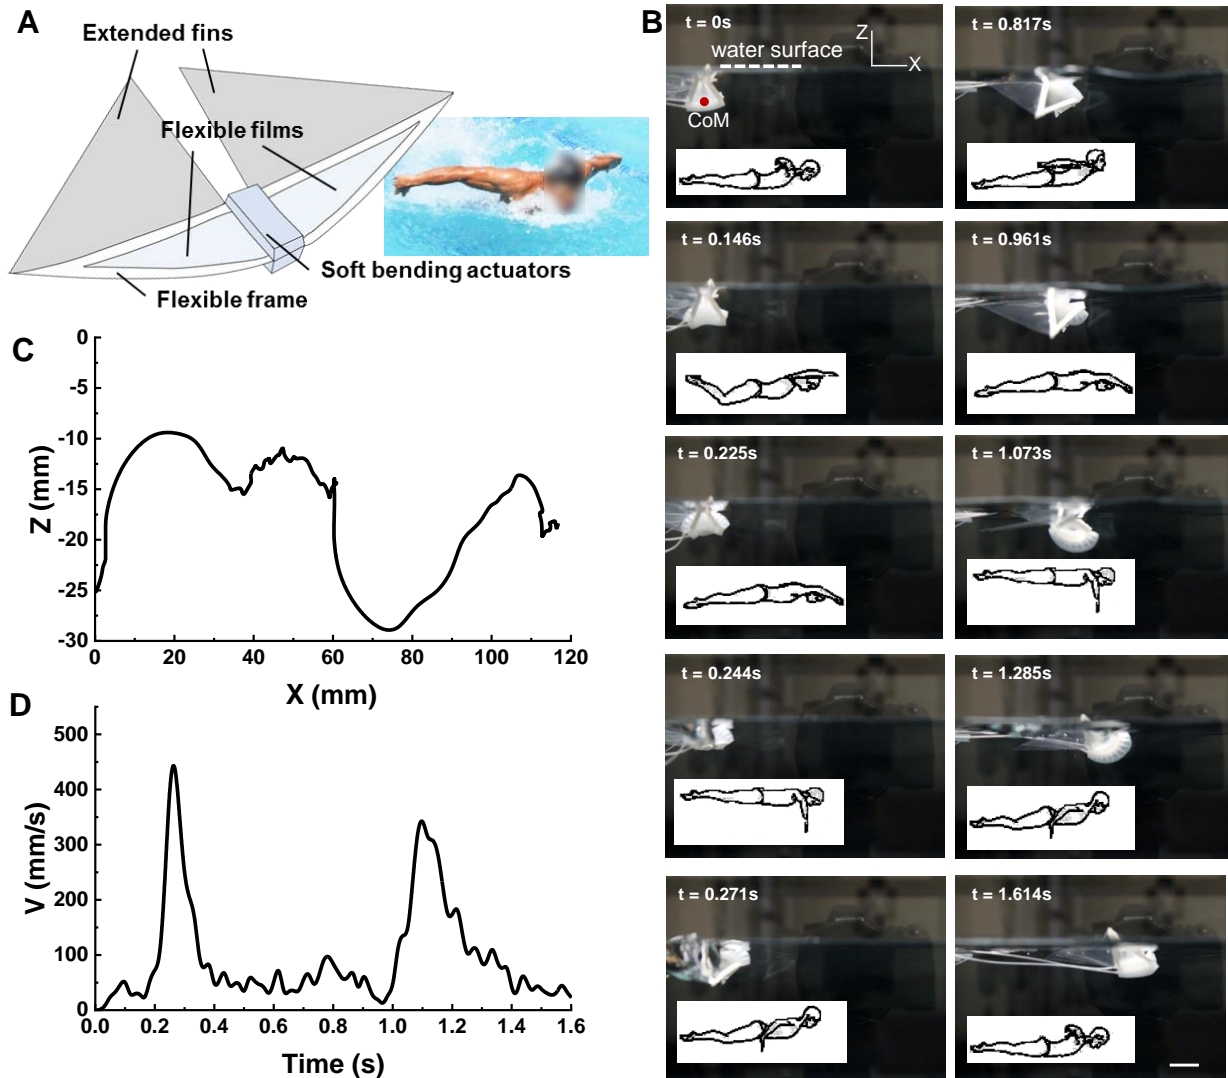 A
Extended fins
Flexible films
Soft bending actuators
Flexible frame
B
t = 0s
Z
water surface
X
CoM
t = 0.817s
t = 0.146s
t = 0.961s
t = 0.225s
t = 1.073s
t = 0.244s
t = 1.285s
t = 0.271s
t = 1.614s
C
0
-5
-10
-15
-20
-25
-30
Z (mm)
0 20 40 60 80 100 120
X (mm)
D
500
400
300
200
100
0
V (mm/s)
0.0 0.2 0.4 0.6 0.8 1.0 1.2 1.4 1.6
Time (s)